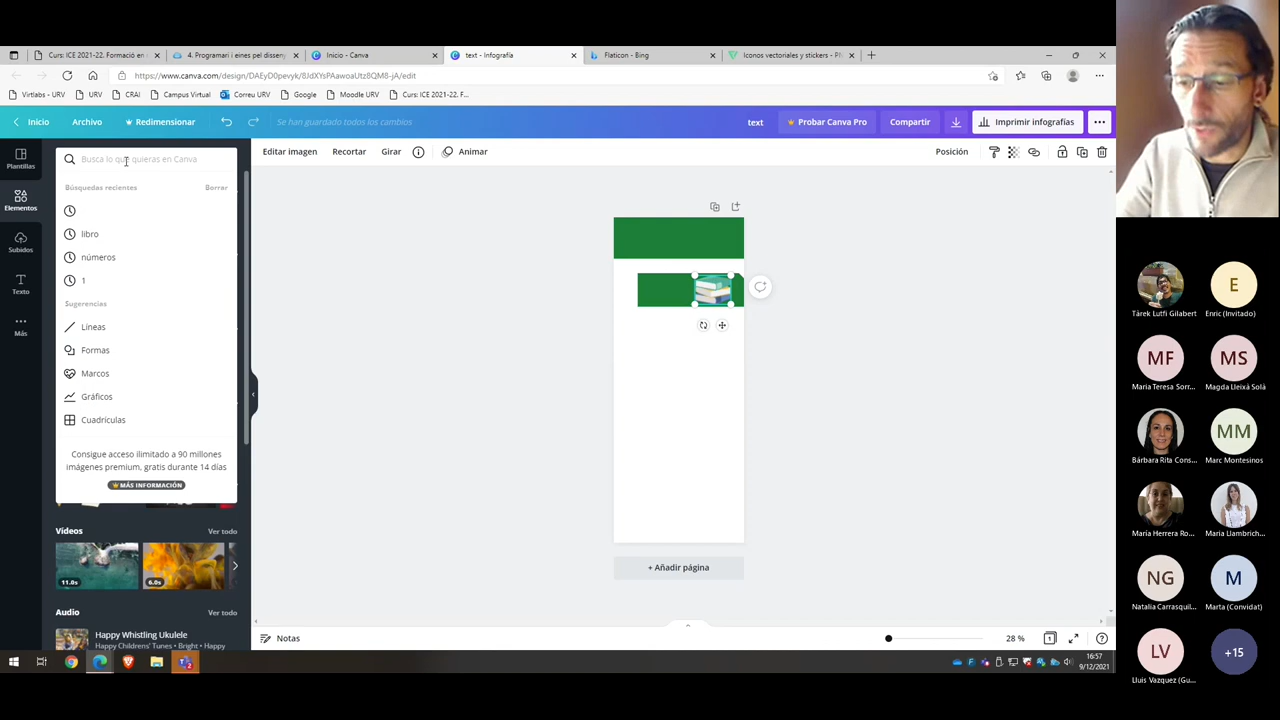 Curs: ICE 2021-22. Formació en
4. Programari i eines pel disseny
Inicio - Canva
text - Infografía
Flaticon - Bing
Iconos vectoriales y stickers - PN
https://www.canva.com/design/DAEyD0pevyk/8JdXYsPAawoaUtz8QM8-jA/edit
Virtlabs - URV
URV
CRAI
Campus Virtual
Correu URV
Google
Moodle URV
Curs: ICE 2021-22. F...
Inicio
Archivo
Redimensionar
Se han guardado todos los cambios
text
Probar Canva Pro
Compartir
Imprimir infografías
Plantillas
Elementos
Subidos
Texto
Más
Busca lo que quieras en Canva
Búsquedas recientes
Borrar
libro
números
1
Sugerencias
Líneas
Formas
Marcos
Gráficos
Cuadrículas
Consigue acceso ilimitado a 90 millones
imágenes premium, gratis durante 14 días
MÁS INFORMACIÓN
Vídeos
Ver todo
11.0s
6.0s
Audio
Ver todo
Happy Whistling Ukulele
Happy Childrens' Tunes • Bright • Happy
Editar imagen
Recortar
Girar
Animar
Posición
+ Añadir página
Notas
28 %
1
16:57
9/12/2021
Tárek Lutfi Gilabert
E
Enric (Invitado)
MF
Maria Teresa Sorr...
MS
Magda Lleixà Solà
Bárbara Rita Cons...
MM
Marc Montesinos
María Herrera Ro...
Maria Llambrich...
NG
Natalia Carrasquil...
M
Marta (Convidat)
LV
Lluis Vazquez (Gu...
+15